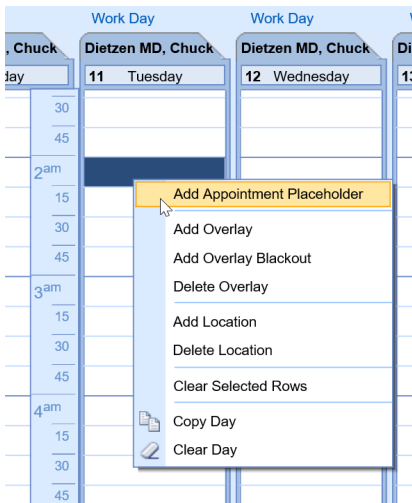 Work Day Work Day
, Chuck Dietzen MD, Chuck Dietzen MD, Chuck Di
day 11 Tuesday 12 Wednesday 13
30
45
2am
15
30
45
3am
15
30
45
4am
15
30
45
Add Appointment Placeholder
Add Overlay
Add Overlay Blackout
Delete Overlay
Add Location
Delete Location
Clear Selected Rows
Copy Day
Clear Day